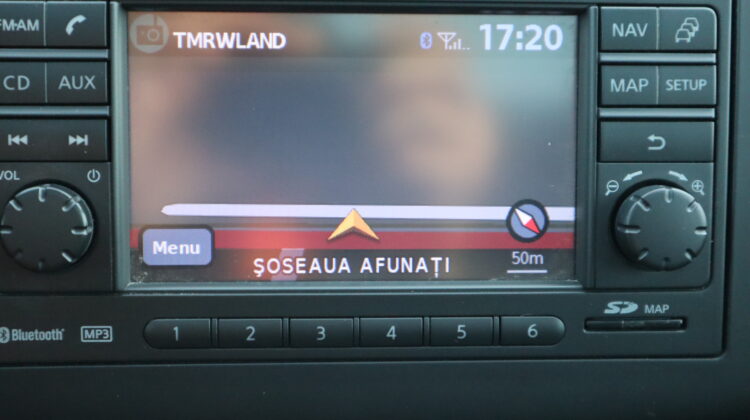 FM•AM
TMRWLAND
17:20
NAV
CD
AUX
MAP
SETUP
VOL
Menu
ŞOSEAUA AFUNAŢI
50m
Bluetooth
MP3
1
2
3
4
5
6
SD
MAP